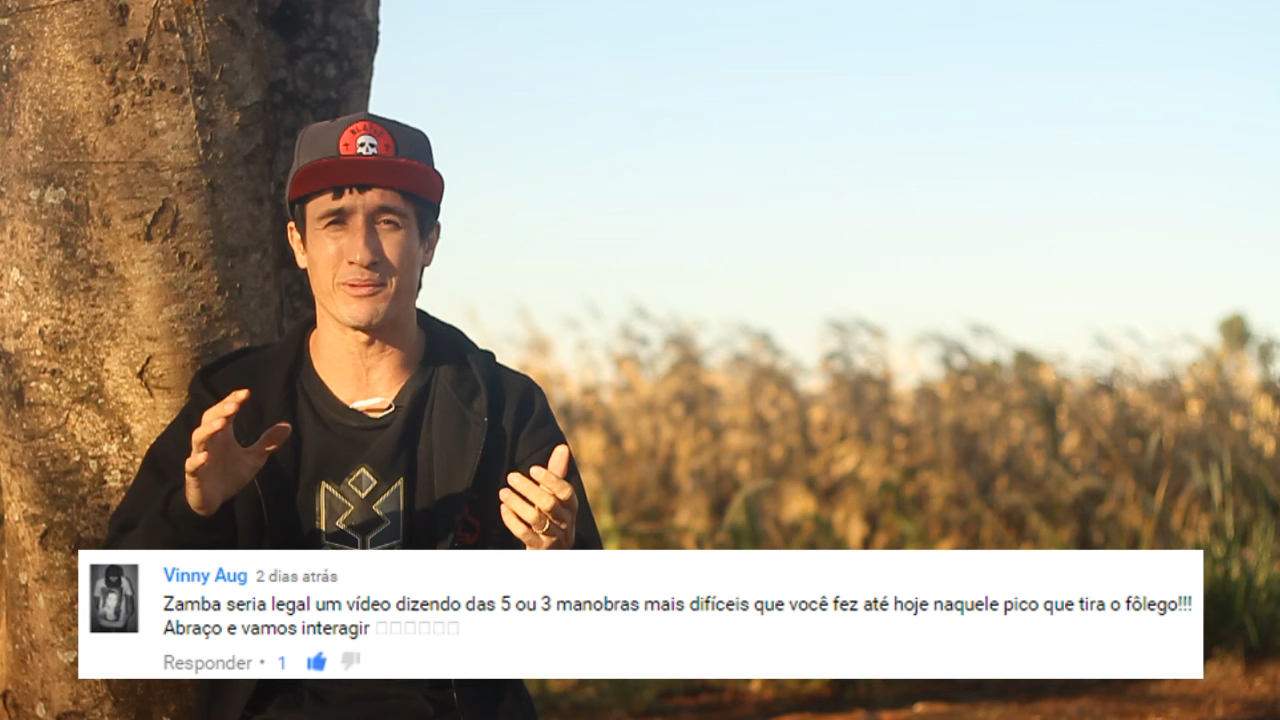 Vinny Aug 2 dias atrás
Zamba seria legal um vídeo dizendo das 5 ou 3 manobras mais difíceis que você fez até hoje naquele pico que tira o fôlego!!!
Abraço e vamos interagir □□□□□□
Responder • 1